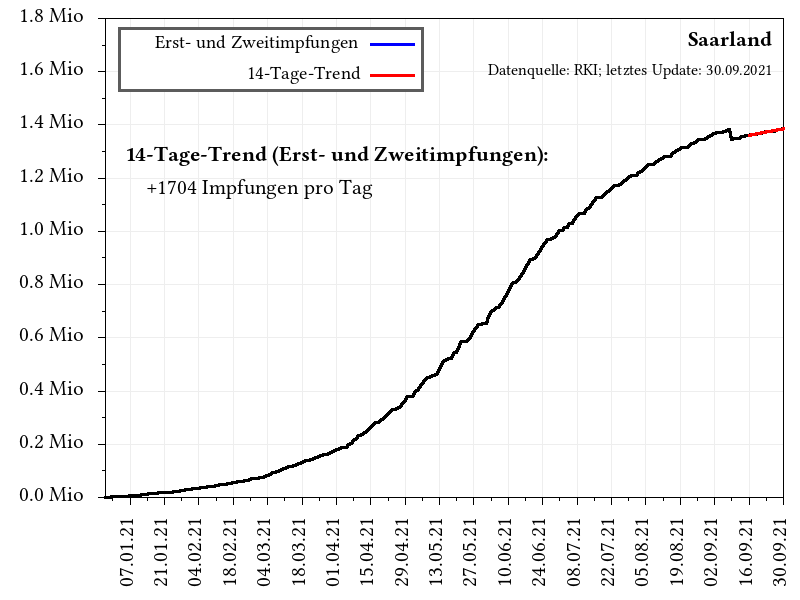 1.8 Mio
1.6 Mio
1.4 Mio
1.2 Mio
1.0 Mio
0.8 Mio
0.6 Mio
0.4 Mio
0.2 Mio
0.0 Mio
Erst- und Zweitimpfungen
14-Tage-Trend
Saarland
Datenquelle: RKI; letztes Update: 30.09.2021
14-Tage-Trend (Erst- und Zweitimpfungen):
+1704 Impfungen pro Tag
07.01.21
21.01.21
04.02.21
18.02.21
04.03.21
18.03.21
01.04.21
15.04.21
29.04.21
13.05.21
27.05.21
10.06.21
24.06.21
08.07.21
22.07.21
05.08.21
19.08.21
02.09.21
16.09.21
30.09.21